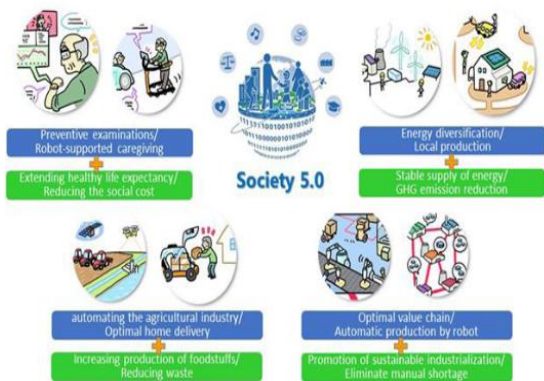 Preventive examinations/
Robot-supported caregiving
Extending healthy life expectancy/
Reducing the social cost
Society 5.0
Energy diversification/
Local production
Stable supply of energy/
GHG emission reduction
automating the agricultural industry/
Optimal home delivery
Increasing production of foodstuffs/
Reducing waste
Optimal value chain/
Automatic production by robot
Promotion of sustainable industrialization/
Eliminate manual shortage